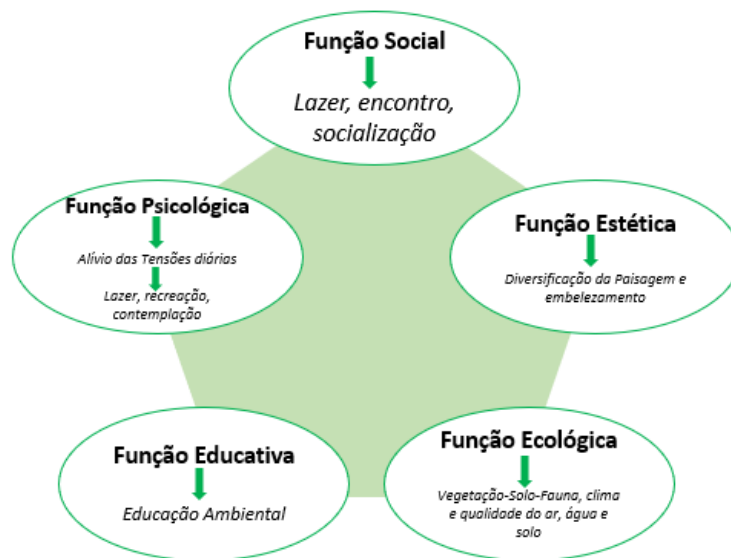 Função Social
Lazer, encontro,
socialização
Função Psicológica
Alívio das Tensões diárias
Lazer, recreação,
contemplação
Função Estética
Diversificação da Paisagem e
embelezamento
Função Educativa
Educação Ambiental
Função Ecológica
Vegetação-Solo-Fauna, clima
e qualidade do ar, água e
solo